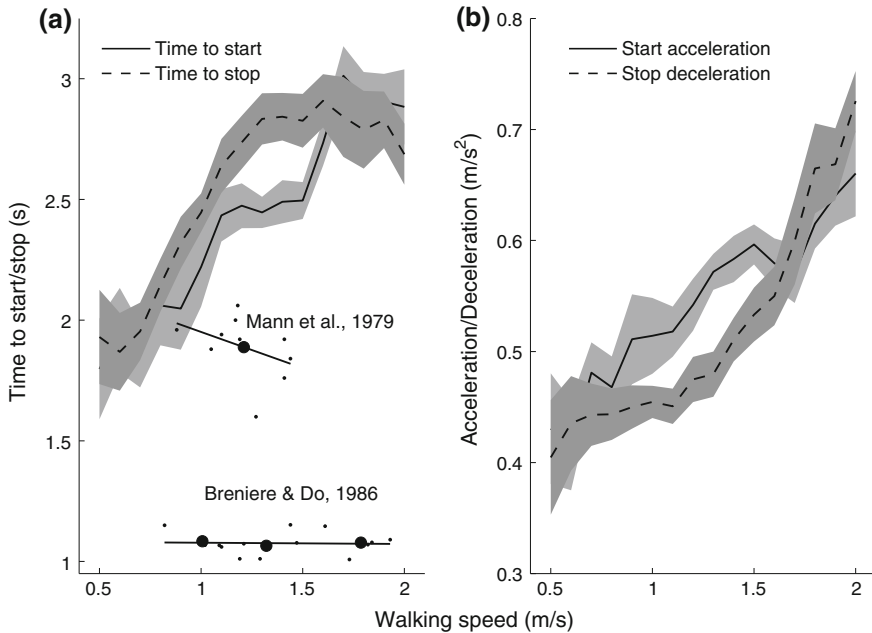 (a)
Time to start
Time to stop
Time to start/stop (s)
3
2.5
2
1.5
1
Mann et al., 1979
Breniere & Do, 1986
0.5
1
1.5
2
(b)
Start acceleration
Stop deceleration
Acceleration/Deceleration (m/s²)
0.8
0.7
0.6
0.5
0.4
0.3
0.5
1
1.5
2
Walking speed (m/s)